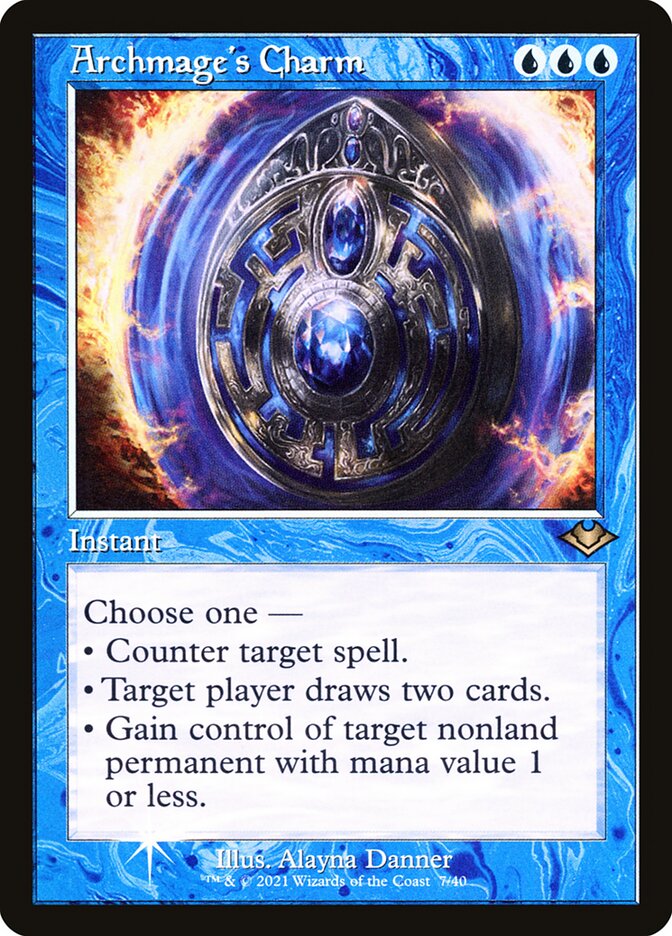 Archmage's Charm
Instant
Choose one —
• Counter target spell.
• Target player draws two cards.
• Gain control of target nonland
permanent with mana value 1
or less.
Illus. Alayna Danner
™ & © 2021 Wizards of the Coast 7/40